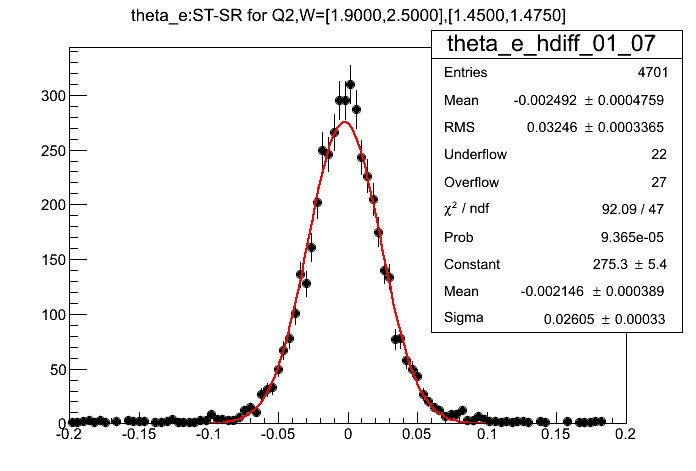 theta_e:ST-SR for Q2,W=[1.9000,2.5000],[1.4500,1.4750]
theta_e_hdiff_01_07
Entries 4701
Mean -0.002492 ± 0.0004759
RMS 0.03246 ± 0.0003365
Underflow 22
Overflow 27
χ² / ndf 92.09 / 47
Prob 9.365e-05
Constant 275.3 ± 5.4
Mean -0.002146 ± 0.000389
Sigma 0.02605 ± 0.00033
300
250
200
150
100
50
0
-0.2 -0.15 -0.1 -0.05 0 0.05 0.1 0.15 0.2